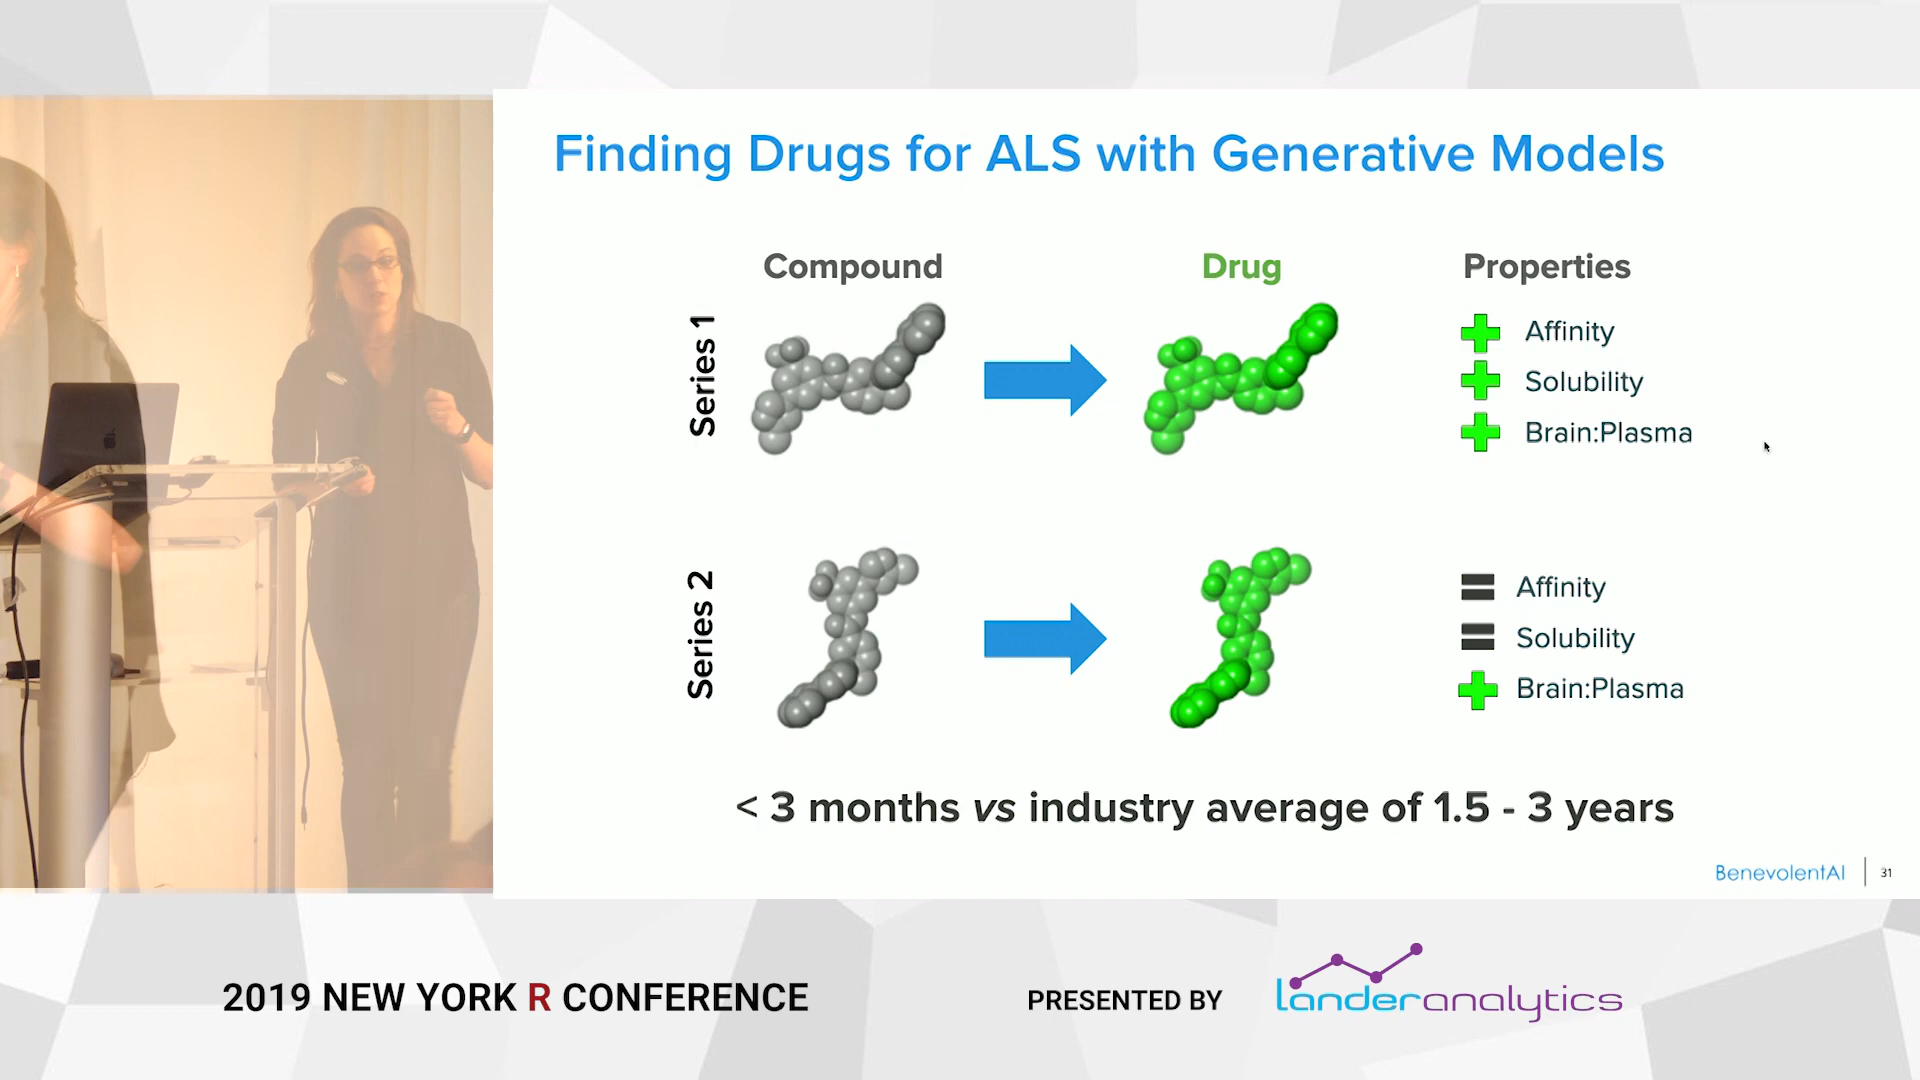 Finding Drugs for ALS with Generative Models
Compound
Drug
Properties
Series 1
Affinity
Solubility
Brain:Plasma
Series 2
Affinity
Solubility
Brain:Plasma
< 3 months vs industry average of 1.5 - 3 years
BenevolentAI
31
2019 NEW YORK R CONFERENCE
PRESENTED BY
landeranalytics